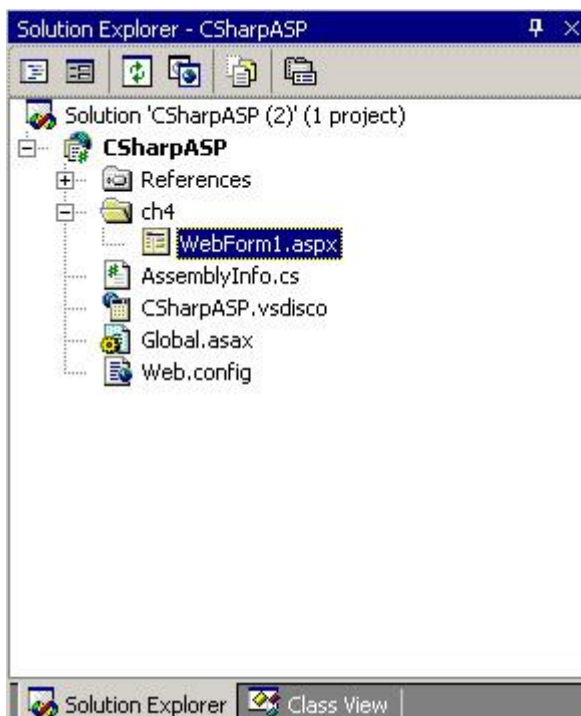 Solution Explorer - CSharpASP
Solution 'CSharpASP (2)' (1 project)
CSharpASP
References
ch4
WebForm1.aspx
AssemblyInfo.cs
CSharpASP.vsdisco
Global.asax
Web.config
Solution Explorer Class View